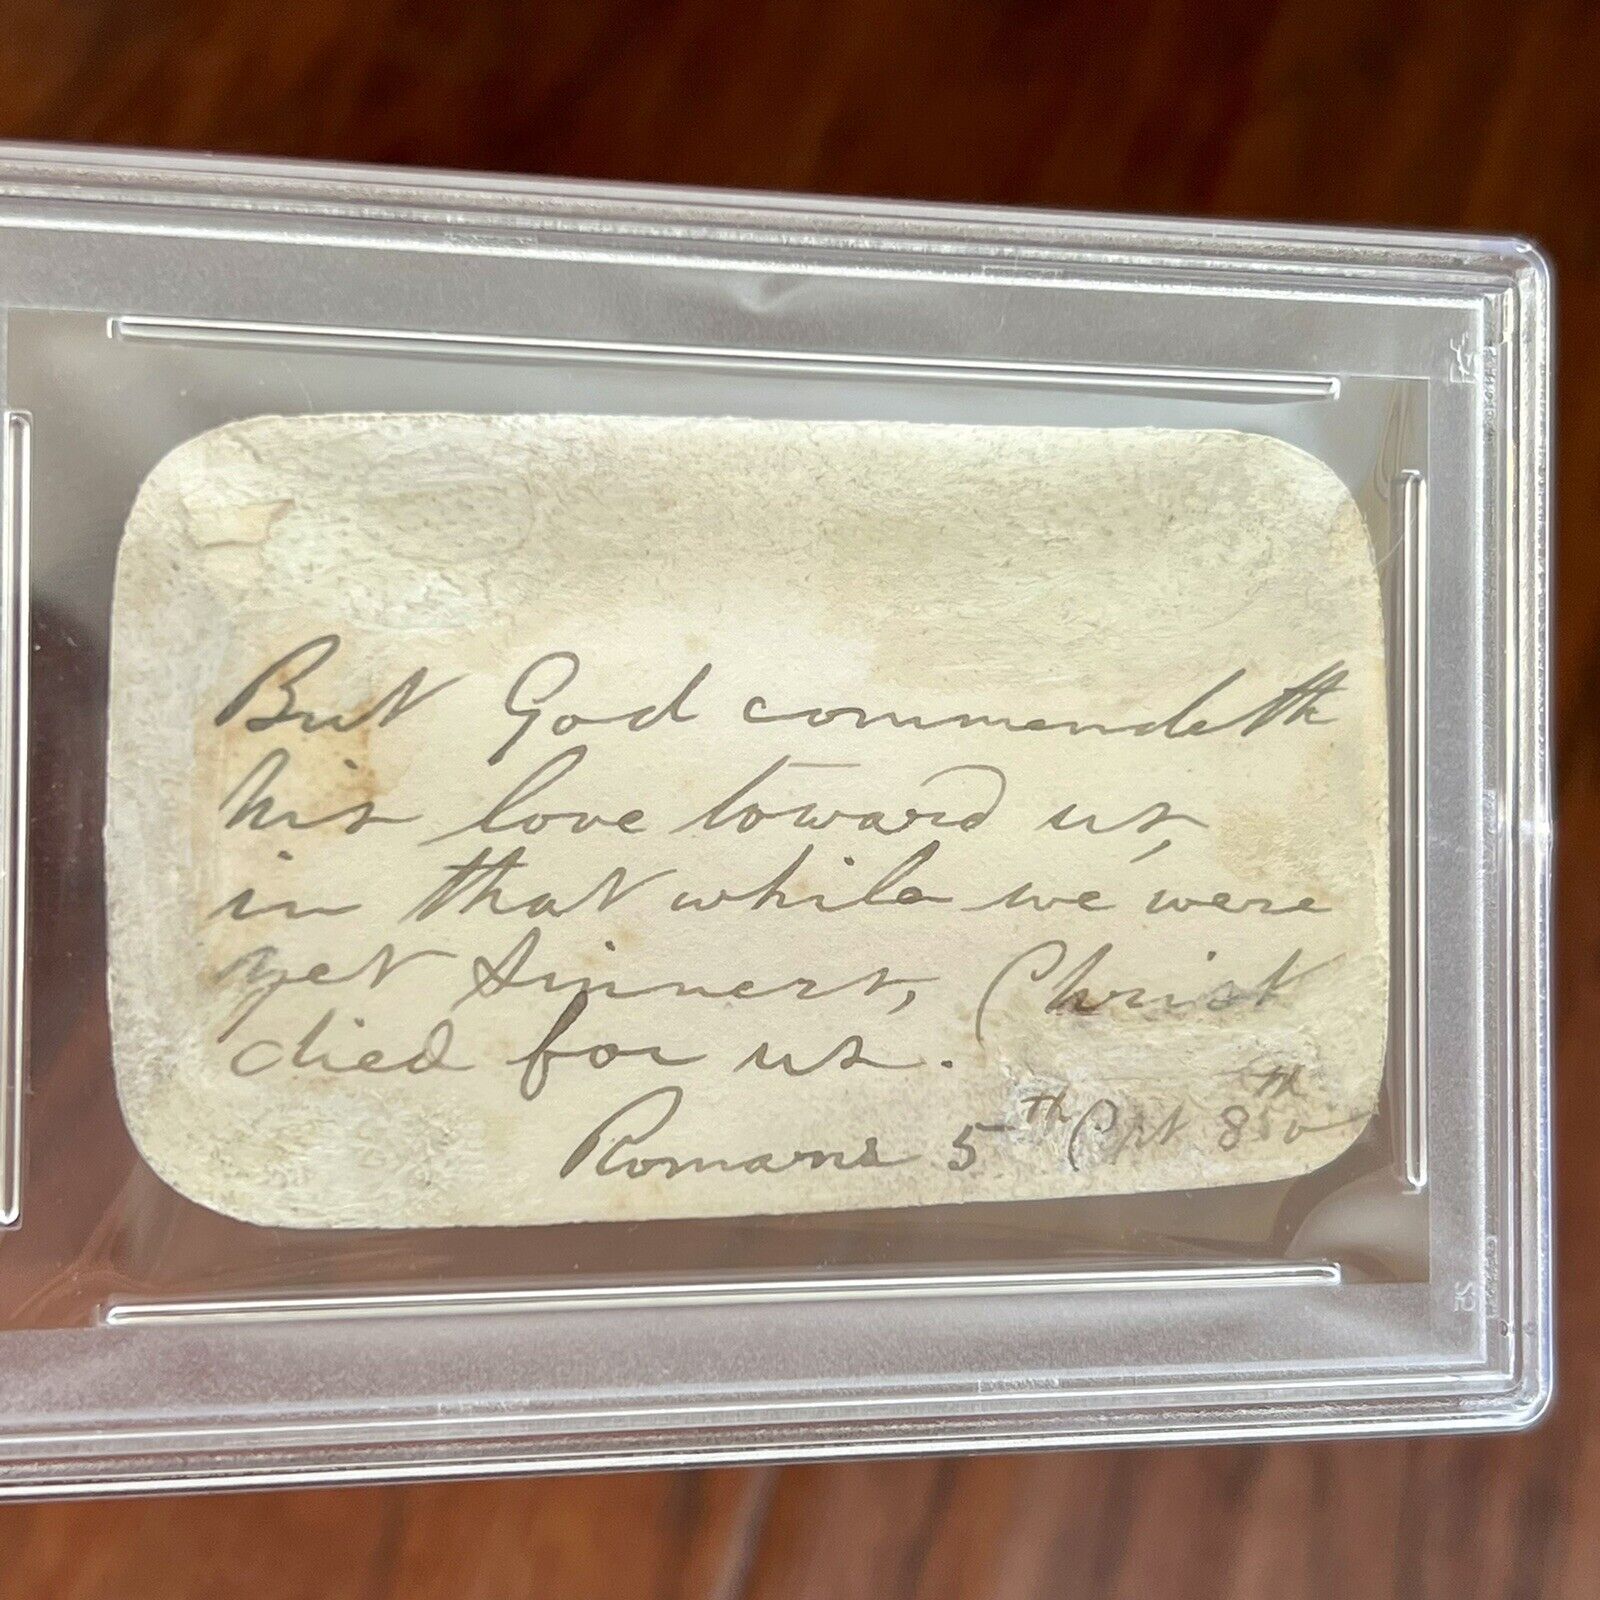 But God commendeth
his love toward us,
in that while we were
yet sinners, Christ
died for us.
Romans 5th Cpt 8th v